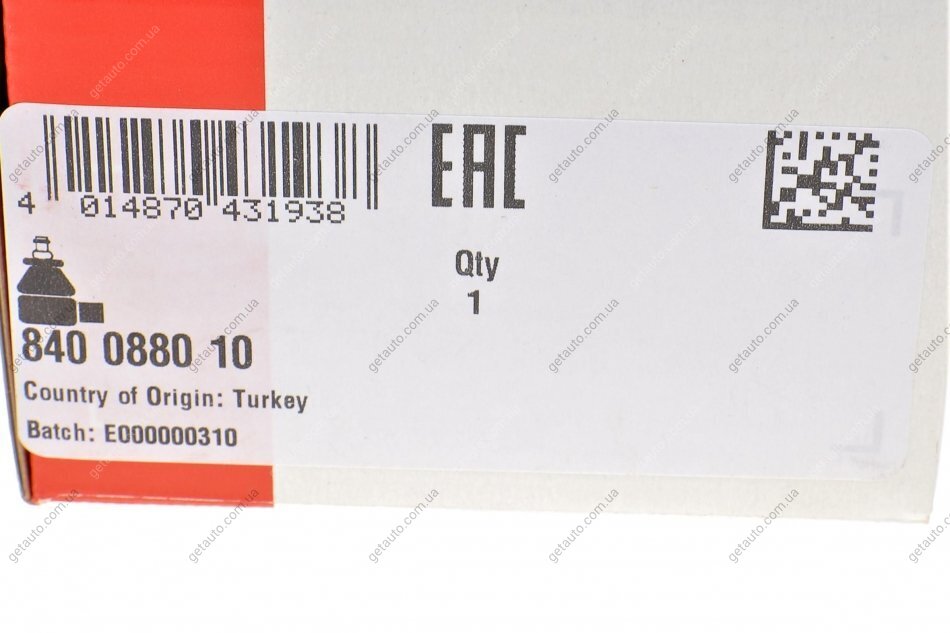 4 014870 431938
EAC
Qty
1
840 0880 10
Country of Origin: Turkey
Batch: E000000310
getauto.com.ua